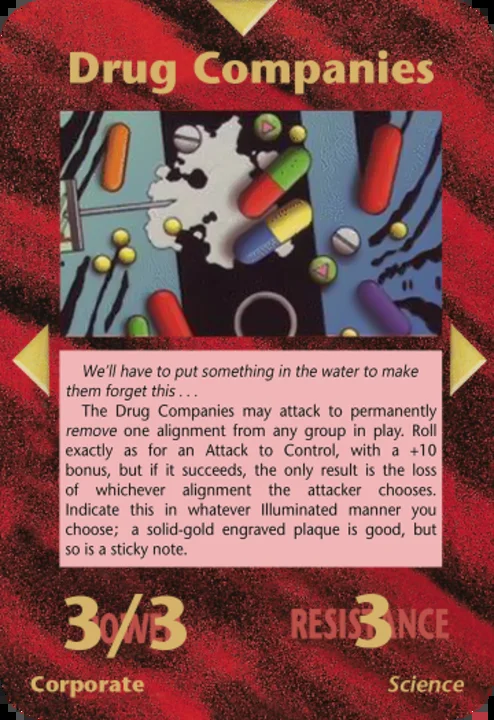 Drug Companies
We'll have to put something in the water to make
them forget this . . .
The Drug Companies may attack to permanently
remove one alignment from any group in play. Roll
exactly as for an Attack to Control, with a +10
bonus, but if it succeeds, the only result is the loss
of whichever alignment the attacker chooses.
Indicate this in whatever Illuminated manner you
choose; a solid-gold engraved plaque is good, but
so is a sticky note.
POWER 3/3
RESISTANCE 3
Corporate
Science